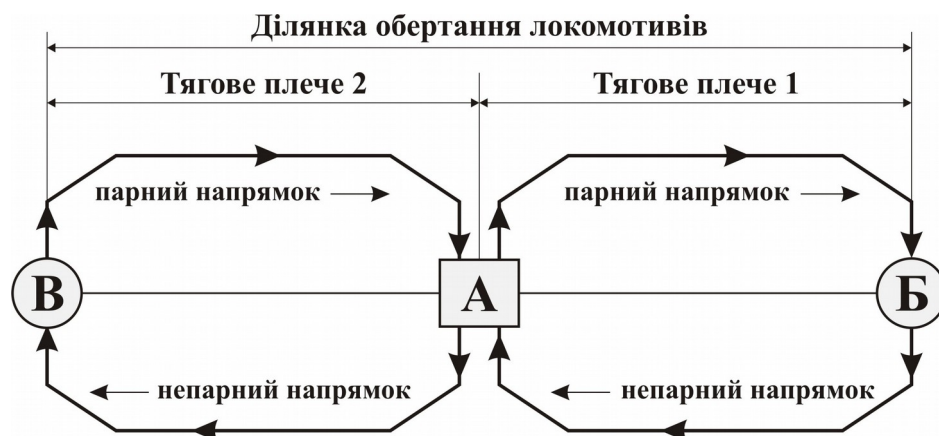 Ділянка обертання локомотивів
Тягове плече 2
Тягове плече 1
парний напрямок
парний напрямок
В
А
Б
непарний напрямок
непарний напрямок